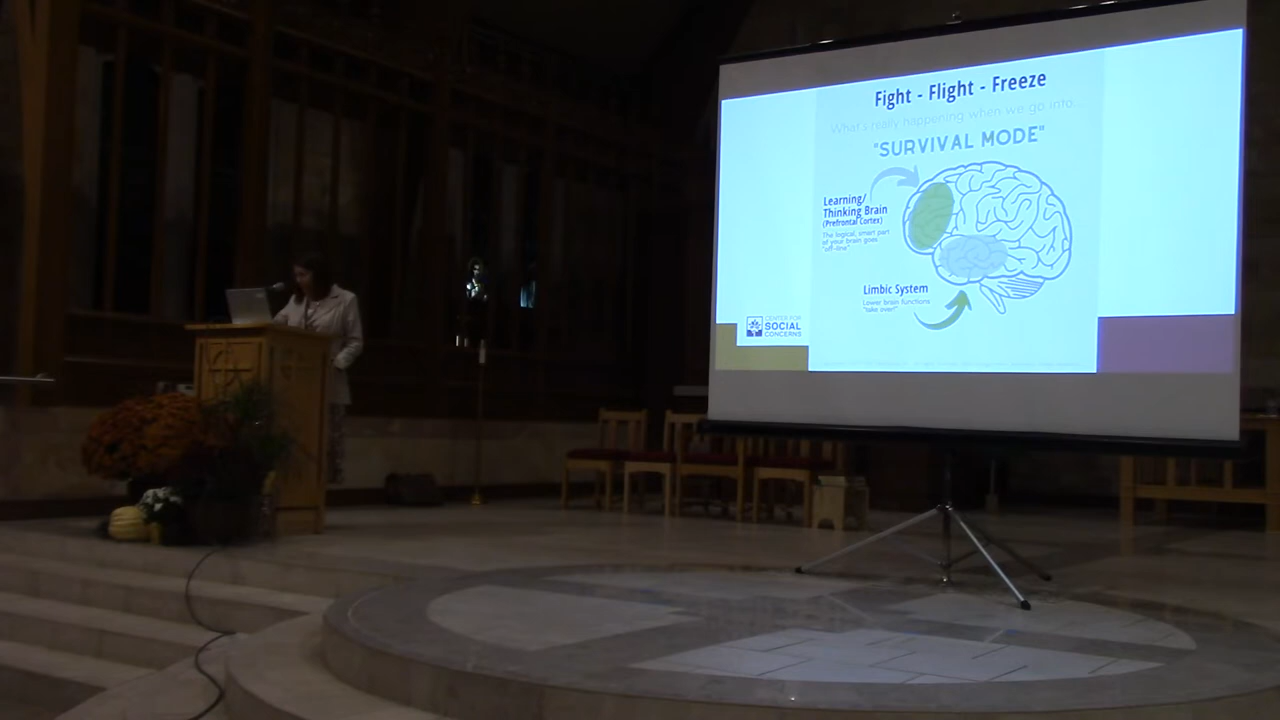 Fight - Flight - Freeze
What's really happening when we go into...
"SURVIVAL MODE"
Learning/
Thinking Brain
(Prefrontal Cortex)
The logical, smart part
of your brain goes
"off-line"
Limbic System
Lower brain functions
"take over!"
CENTER FOR
SOCIAL
CONCERNS